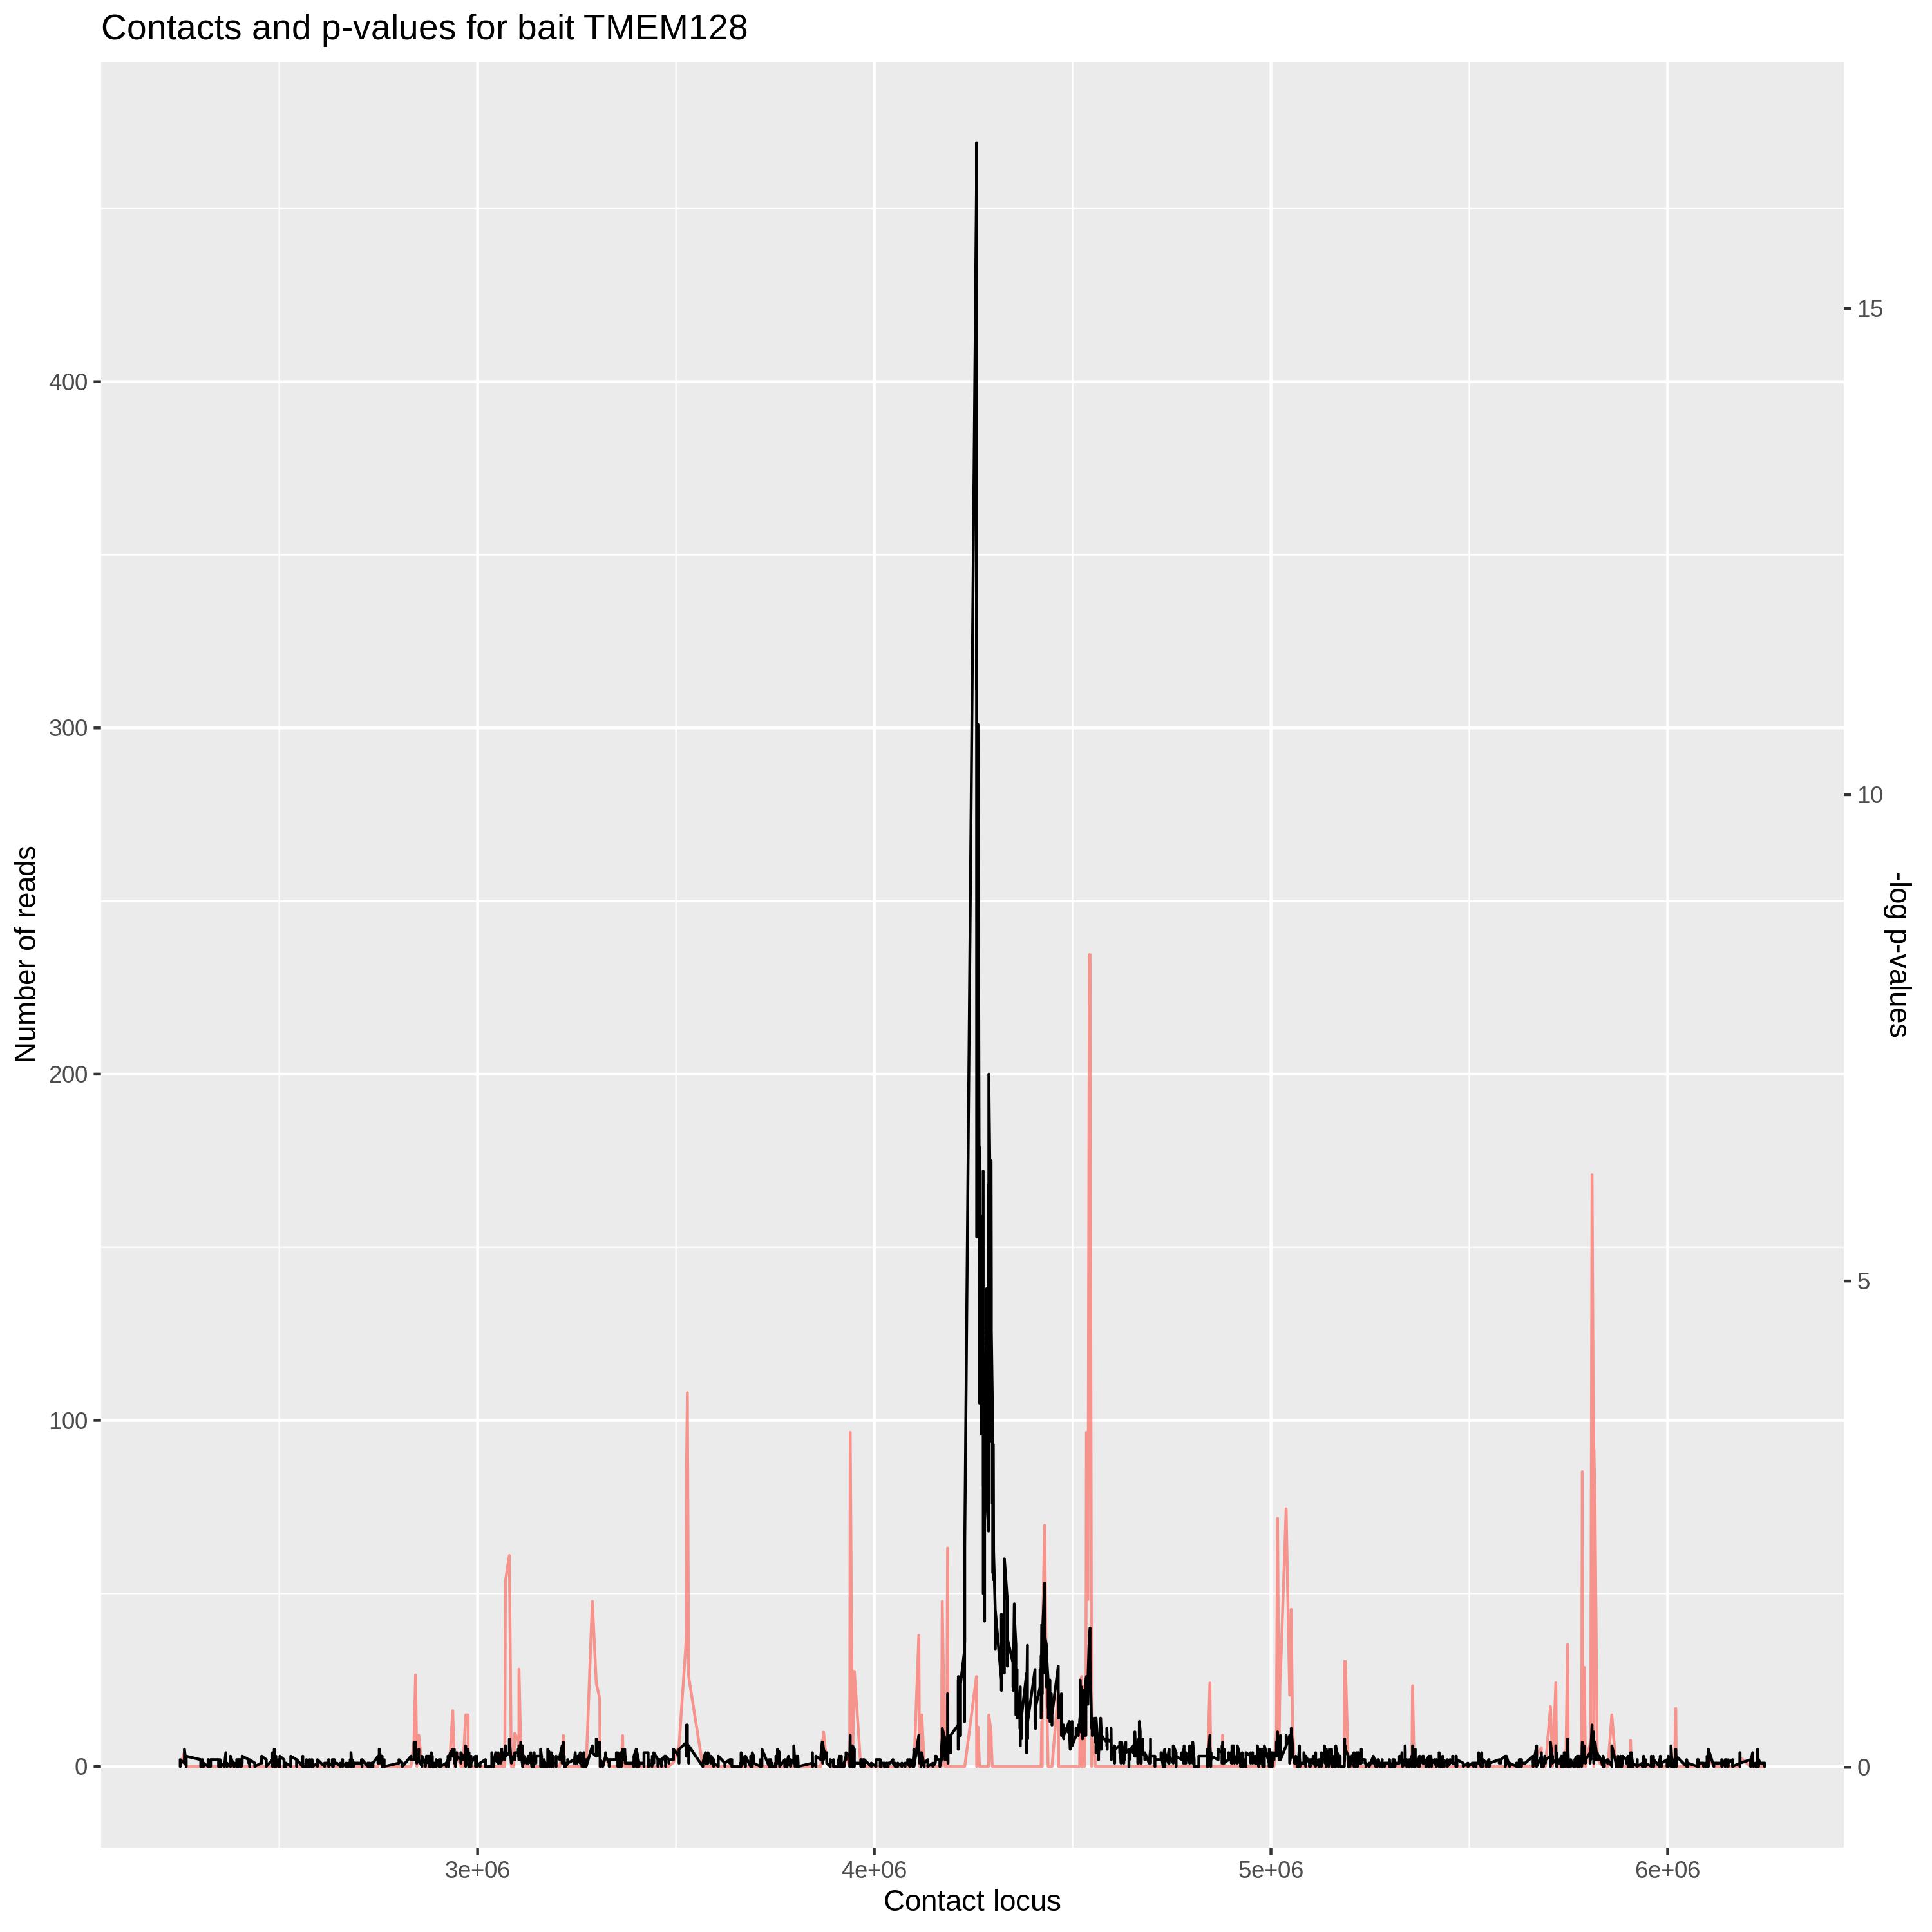 Contacts and p-values for bait TMEM128
Number of reads
400
300
200
100
0
15
10
5
0
-log p-values
3e+06
4e+06
5e+06
6e+06
Contact locus